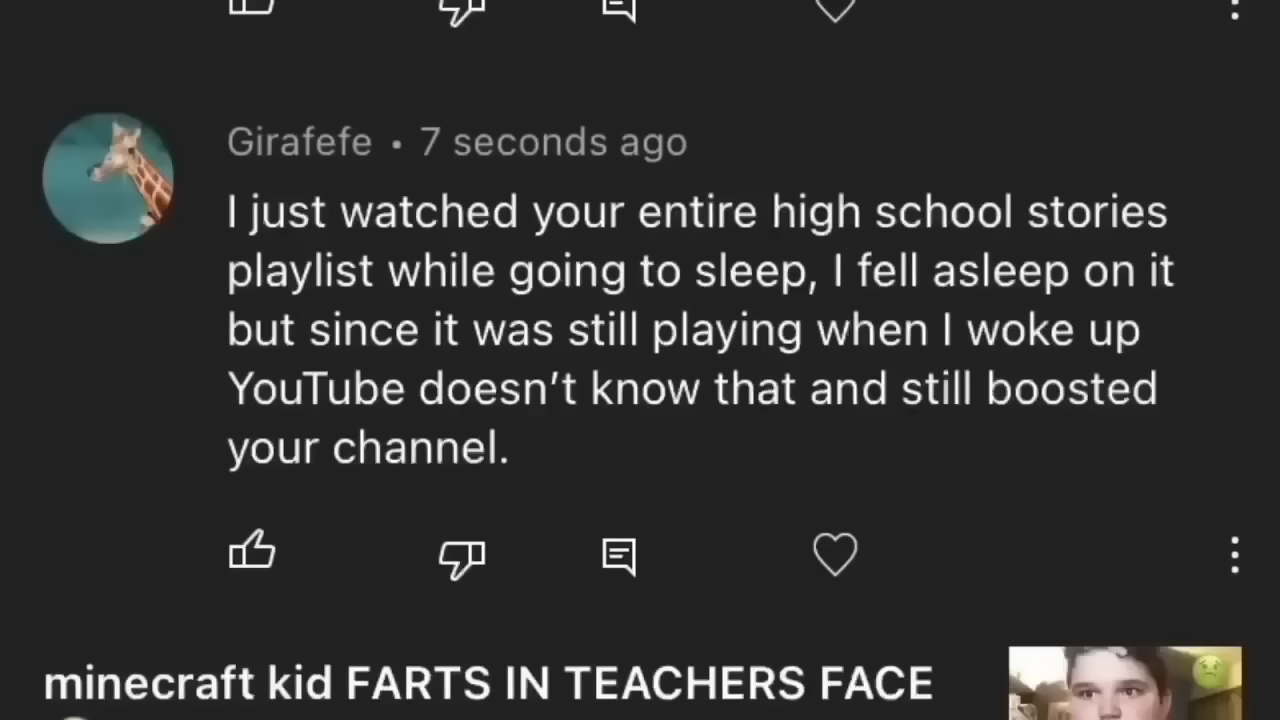 Girafefe • 7 seconds ago
I just watched your entire high school stories
playlist while going to sleep, I fell asleep on it
but since it was still playing when I woke up
YouTube doesn’t know that and still boosted
your channel.
minecraft kid FARTS IN TEACHERS FACE